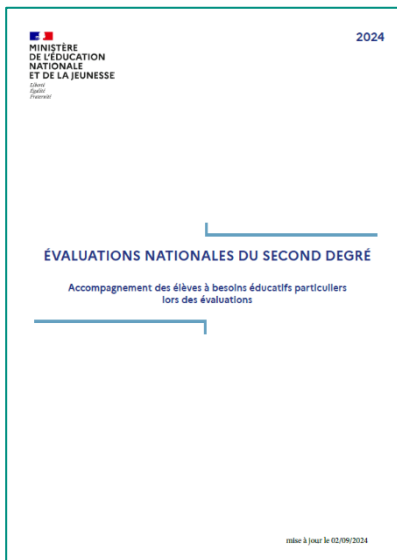 2024
MINISTÈRE
DE L'ÉDUCATION
NATIONALE
ET DE LA JEUNESSE
Liberté
Égalité
Fraternité
ÉVALUATIONS NATIONALES DU SECOND DEGRÉ
Accompagnement des élèves à besoins éducatifs particuliers
lors des évaluations
mise à jour le 02/09/2024